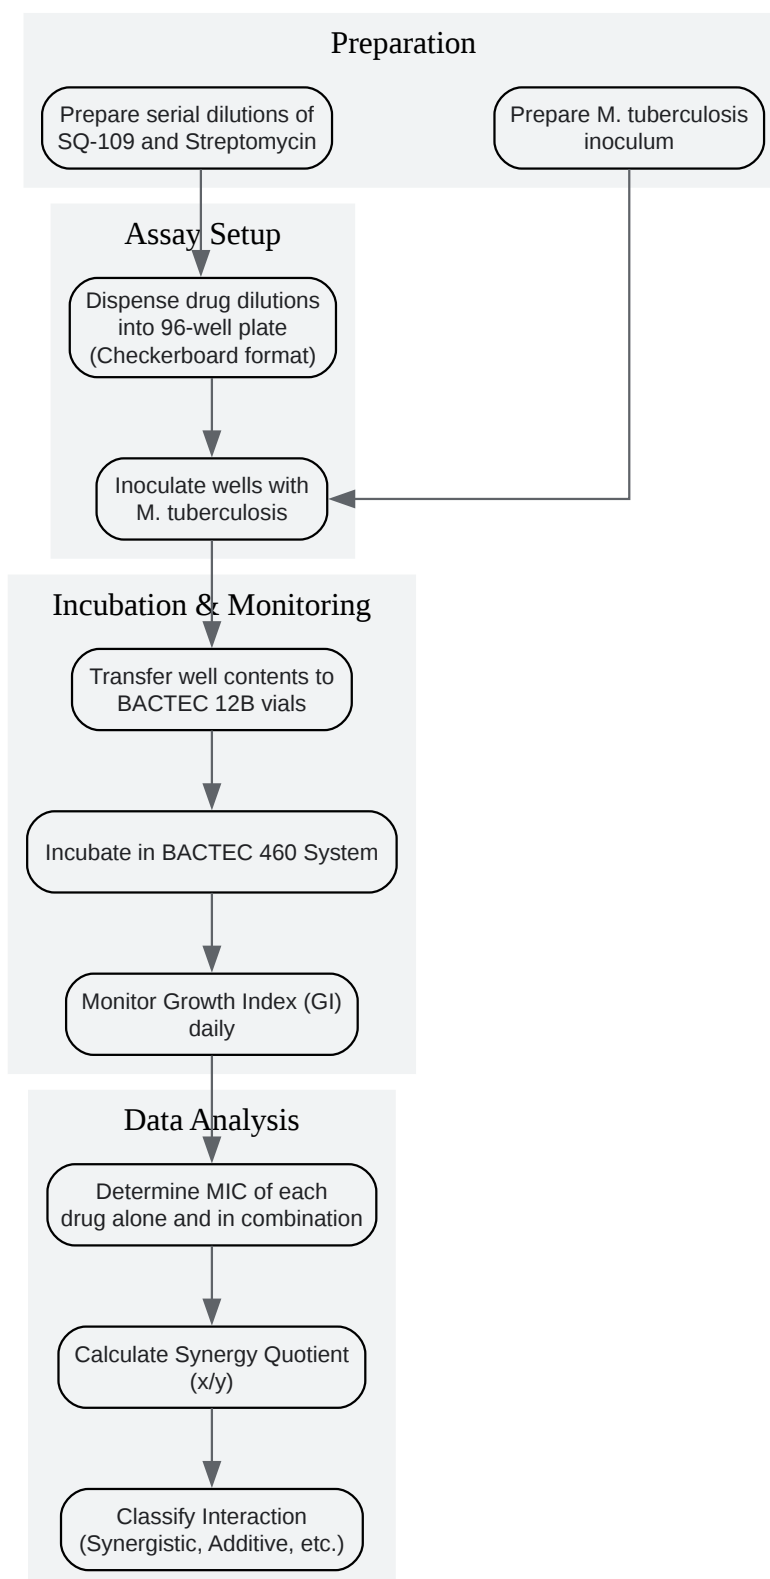 Preparation
Prepare serial dilutions of
SQ-109 and Streptomycin
Prepare M. tuberculosis
inoculum
Assay Setup
Dispense drug dilutions
into 96-well plate
(Checkerboard format)
Inoculate wells with
M. tuberculosis
Incubation & Monitoring
Transfer well contents to
BACTEC 12B vials
Incubate in BACTEC 460 System
Monitor Growth Index (GI)
daily
Data Analysis
Determine MIC of each
drug alone and in combination
Calculate Synergy Quotient
(x/y)
Classify Interaction
(Synergistic, Additive, etc.)